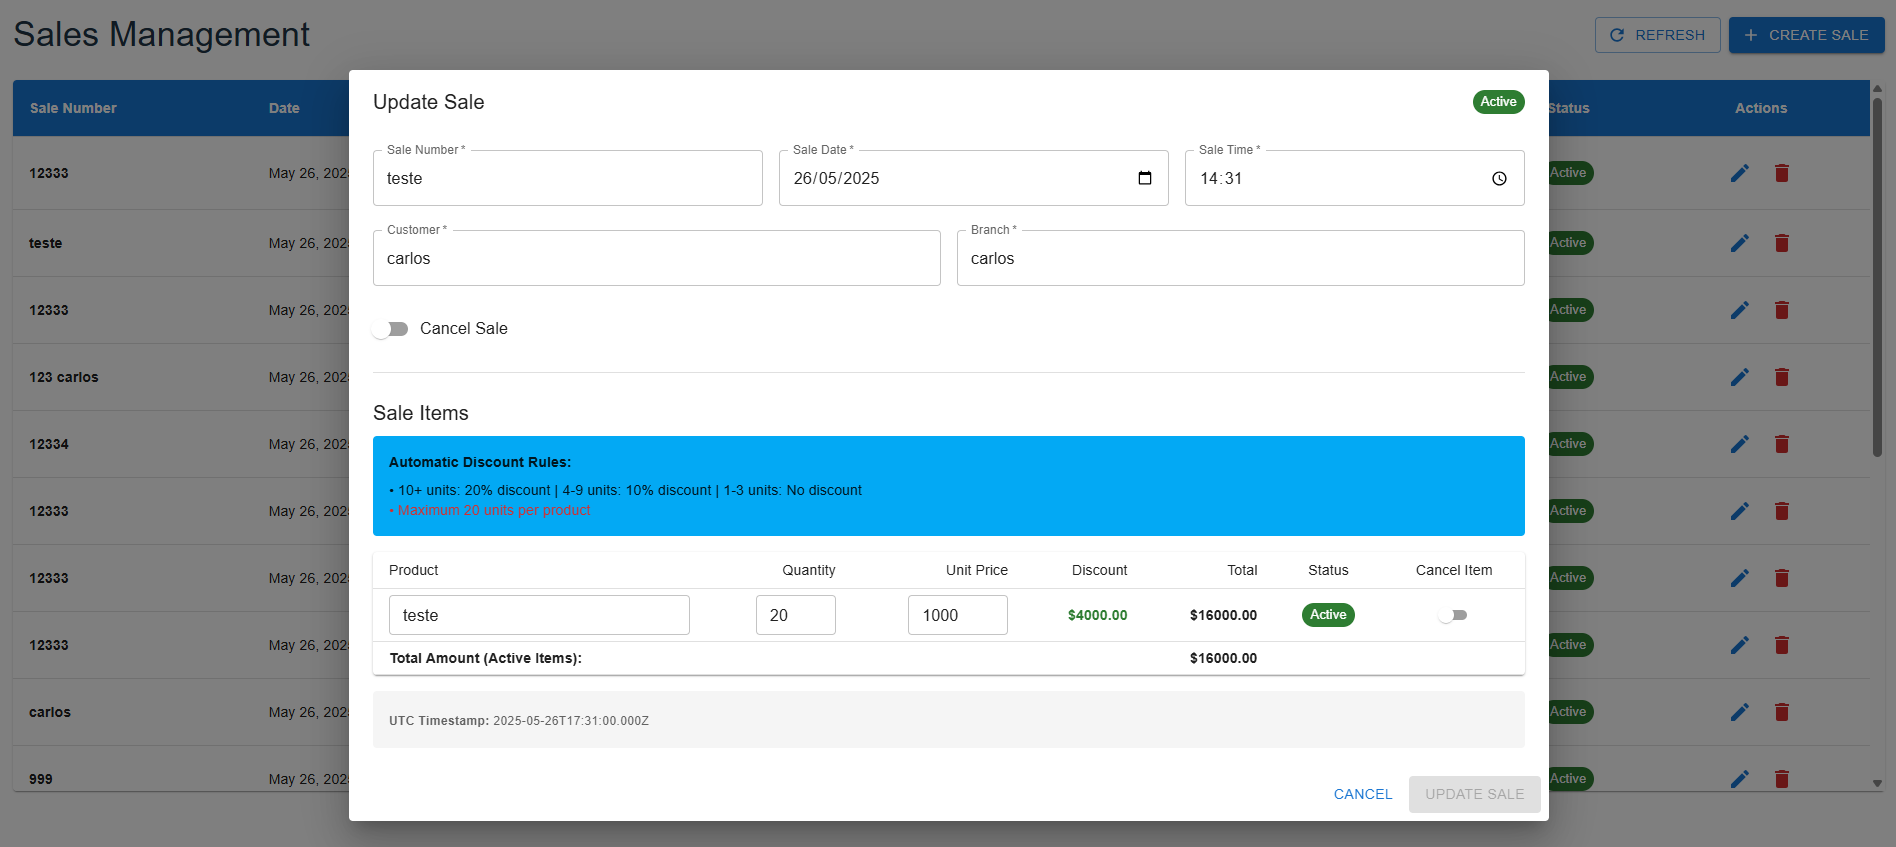 Sales Management
REFRESH
CREATE SALE
Sale Number Date Status Actions
12333 May 26, 202 Active
teste May 26, 202 Active
12333 May 26, 202 Active
123 carlos May 26, 202 Active
12334 May 26, 202 Active
12333 May 26, 202 Active
12333 May 26, 202 Active
12333 May 26, 202 Active
carlos May 26, 202 Active
999 May 26, 202 Active
Update Sale
Active
Sale Number *
teste
Sale Date *
26/05/2025
Sale Time *
14:31
Customer *
carlos
Branch *
carlos
Cancel Sale
Sale Items
Automatic Discount Rules:
• 10+ units: 20% discount | 4-9 units: 10% discount | 1-3 units: No discount
• Maximum 20 units per product
Product Quantity Unit Price Discount Total Status Cancel Item
teste 20 1000 $4000.00 $16000.00 Active
Total Amount (Active Items): $16000.00
UTC Timestamp: 2025-05-26T17:31:00.000Z
CANCEL
UPDATE SALE